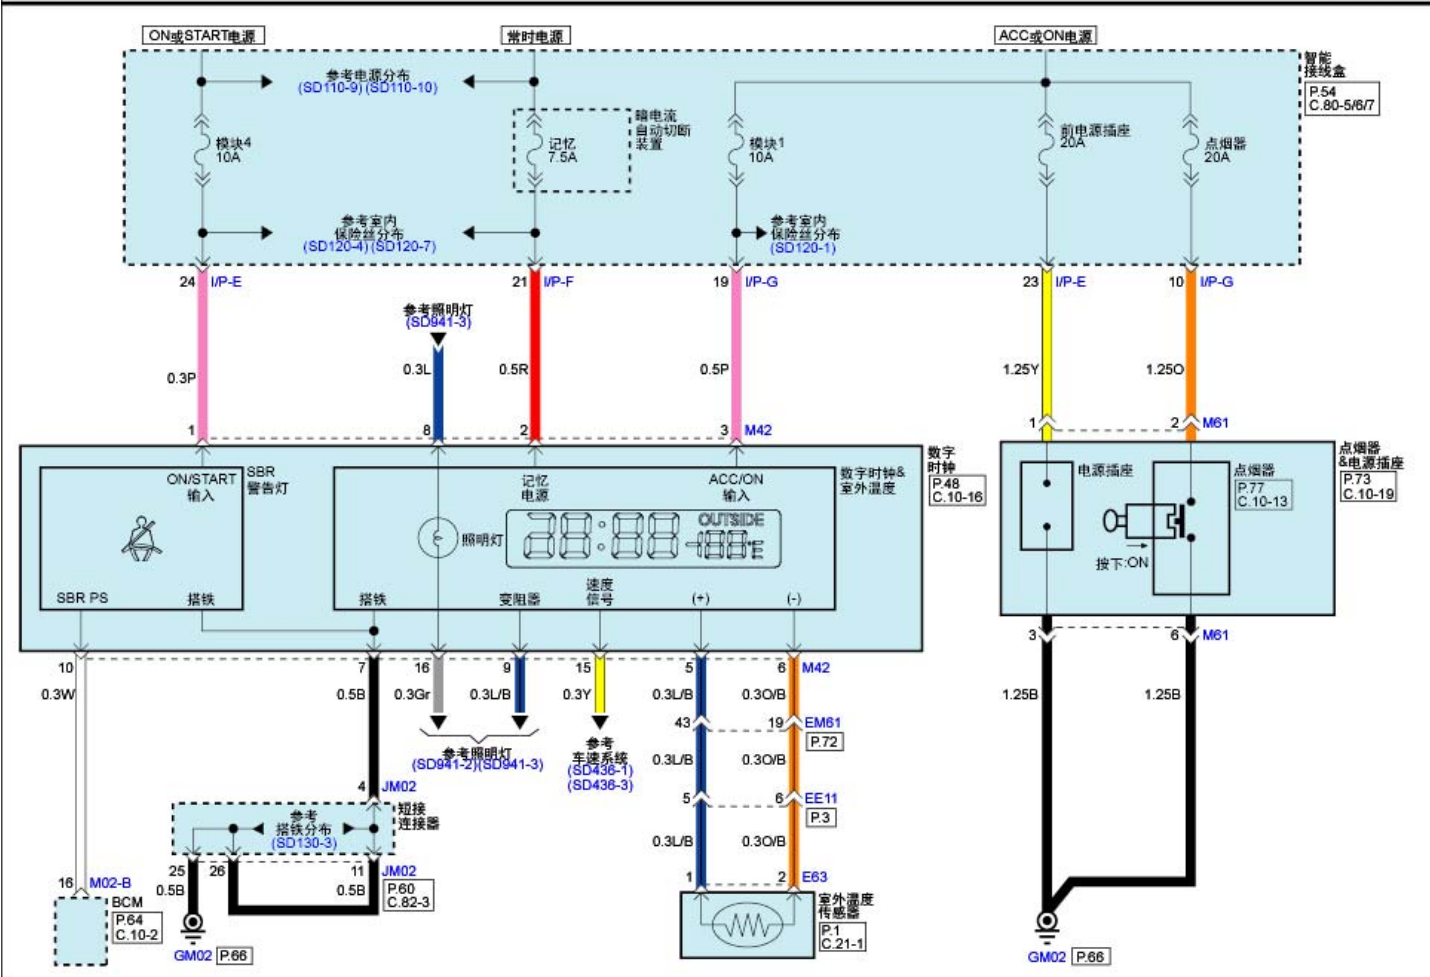 ON或START电源
常时电源
ACC或ON电源
智能
接线盒
P.54
C.80-5/6/7
参考电源分布
(SD110-9)(SD110-10)
模块4
10A
记忆
7.5A
暗电流
自动切断
装置
模块1
10A
前电源插座
20A
点烟器
20A
参考室内
保险丝分布
(SD120-4)(SD120-7)
参考室内
保险丝分布
(SD120-1)
24 I/P-E
21 I/P-F
19 I/P-G
23 I/P-E
10 I/P-G
参考照明灯
(SD941-3)
0.3P
0.3L
0.5R
0.5P
1.25Y
1.25O
1
8
2
3 M42
1
2 M61
数字
时钟
P.48
C.10-16
点烟器
&电源插座
P.73
C.10-19
ON/START
输入
SBR
警告灯
记忆
电源
ACC/ON
输入
数字时钟&
室外温度
照明灯
OUTSIDE
电源插座
点烟器
P.77
C.10-13
按下:ON
SBR PS
搭铁
搭铁
变阻器
速度
信号
(+)
(-)
10
7
16
9
15
5
6 M42
3
6 M61
0.3W
0.5B
0.3Gr
0.3L/B
0.3Y
0.3L/B
0.3O/B
1.25B
1.25B
43
19 EM61
P.72
参考照明灯
(SD941-2)(SD941-3)
参考
车速系统
(SD436-1)
(SD436-3)
0.3L/B
0.3O/B
4 JM02
5
6 EE11
P.3
参考
搭铁分布
(SD130-3)
短接
连接器
0.3L/B
0.3O/B
25
26
11 JM02
P.60
C.82-3
0.5B
0.5B
16 M02-B
BCM
P.64
C.10-2
1
2 E63
室外温度
传感器
P.1
C.21-1
GM02 P.66
GM02 P.66